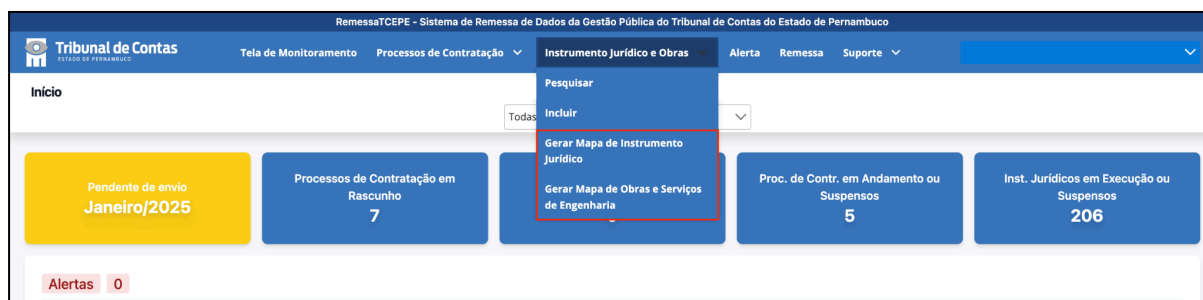 RemessaTCEPE - Sistema de Remessa de Dados da Gestão Pública do Tribunal de Contas do Estado de Pernambuco
Tribunal de Contas
ESTADO DE PERNAMBUCO
Tela de Monitoramento Processos de Contratação Instrumento Jurídico e Obras Alerta Remessa Suporte
Pesquisar
Incluir
Gerar Mapa de Instrumento
Jurídico
Gerar Mapa de Obras e Serviços
de Engenharia
Início
Todas
Pendente de envio
Janeiro/2025
Processos de Contratação em
Rascunho
7
Proc. de Contr. em Andamento ou
Suspensos
5
Inst. Jurídicos em Execução ou
Suspensos
206
Alertas 0